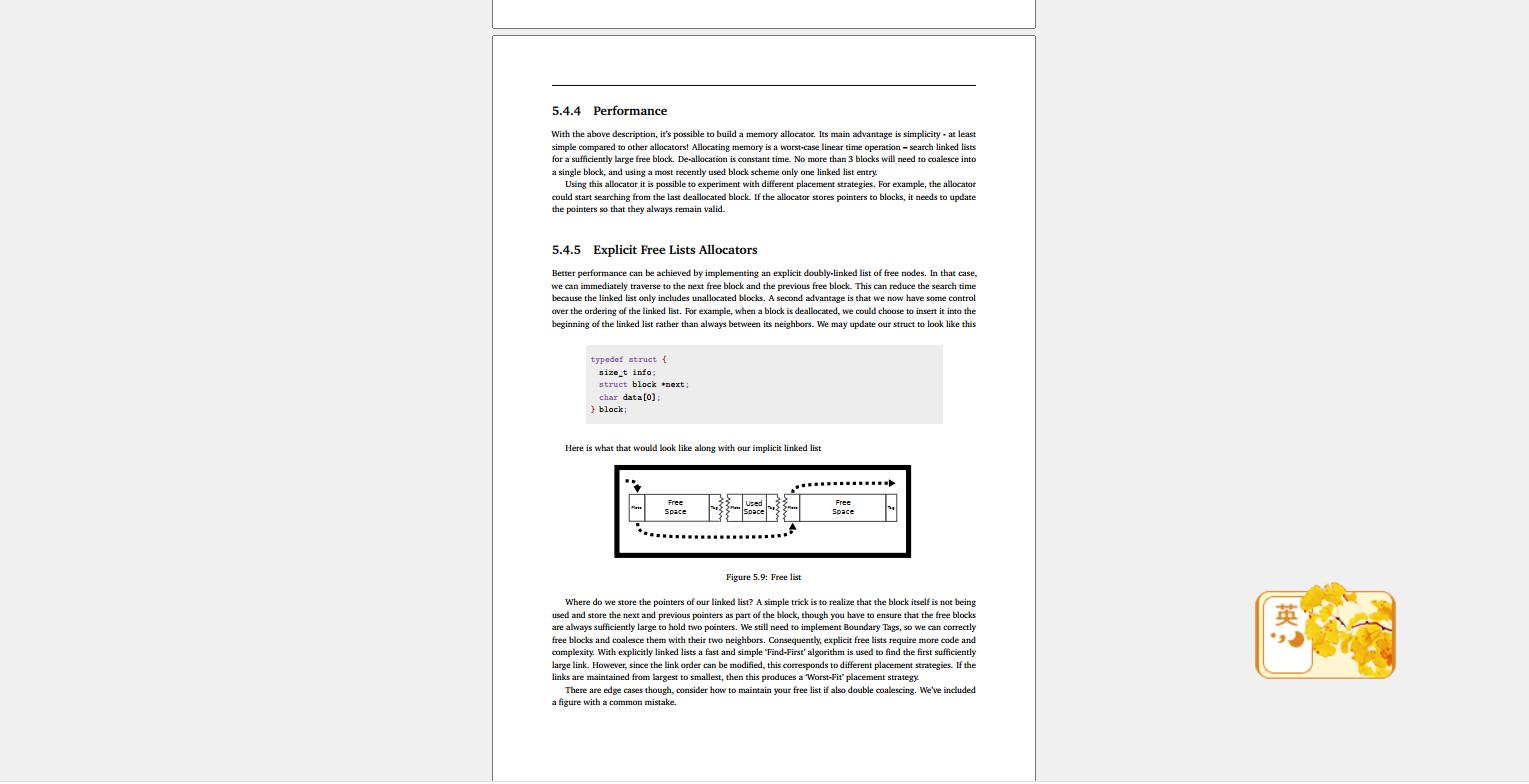 5.4.4 Performance
With the above description, it's possible to build a memory allocator. Its main advantage is simplicity - at least
simple compared to other allocators! Allocating memory is a worst-case linear time operation – search linked lists
for a sufficiently large free block. De-allocation is constant time. No more than 3 blocks will need to coalesce into
a single block, and using a most recently used block scheme only one linked list entry.
Using this allocator it is possible to experiment with different placement strategies. For example, the allocator
could start searching from the last deallocated block. If the allocator stores pointers to blocks, it needs to update
the pointers so that they always remain valid.
5.4.5 Explicit Free Lists Allocators
Better performance can be achieved by implementing an explicit doubly-linked list of free nodes. In that case,
we can immediately traverse to the next free block and the previous free block. This can reduce the search time
because the linked list only includes unallocated blocks. A second advantage is that we now have some control
over the ordering of the linked list. For example, when a block is deallocated, we could choose to insert it into the
beginning of the linked list rather than always between its neighbors. We may update our struct to look like this
typedef struct {
size_t info;
struct block *next;
char data[0];
} block;
Here is what that would look like along with our implicit linked list
Meta Free Space Tag Meta Used Space Tag Meta Free Space Tag
Figure 5.9: Free list
Where do we store the pointers of our linked list? A simple trick is to realize that the block itself is not being
used and store the next and previous pointers as part of the block, though you have to ensure that the free blocks
are always sufficiently large to hold two pointers. We still need to implement Boundary Tags, so we can correctly
free blocks and coalesce them with their two neighbors. Consequently, explicit free lists require more code and
complexity. With explicitly linked lists a fast and simple 'Find-First' algorithm is used to find the first sufficiently
large link. However, since the link order can be modified, this corresponds to different placement strategies. If the
links are maintained from largest to smallest, then this produces a 'Worst-Fit' placement strategy.
There are edge cases though, consider how to maintain your free list if also double coalescing. We've included
a figure with a common mistake.
英